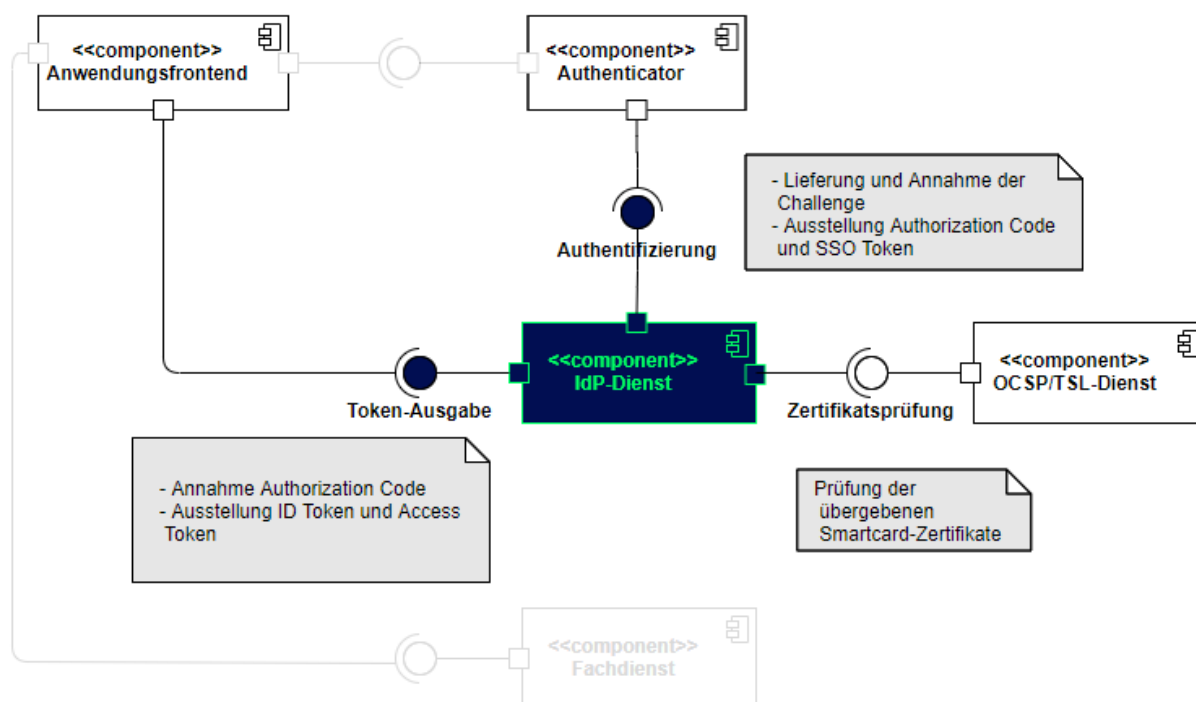 <<component>>
Anwendungsfrontend
<<component>>
Authenticator
- Lieferung und Annahme der
Challenge
- Ausstellung Authorization Code
und SSO Token
Authentifizierung
<<component>>
IdP-Dienst
<<component>>
OCSP/TSL-Dienst
Token-Ausgabe
Zertifikatsprüfung
- Annahme Authorization Code
- Ausstellung ID Token und Access
Token
Prüfung der
übergebenen
Smartcard-Zertifikate
<<component>>
Fachdienst